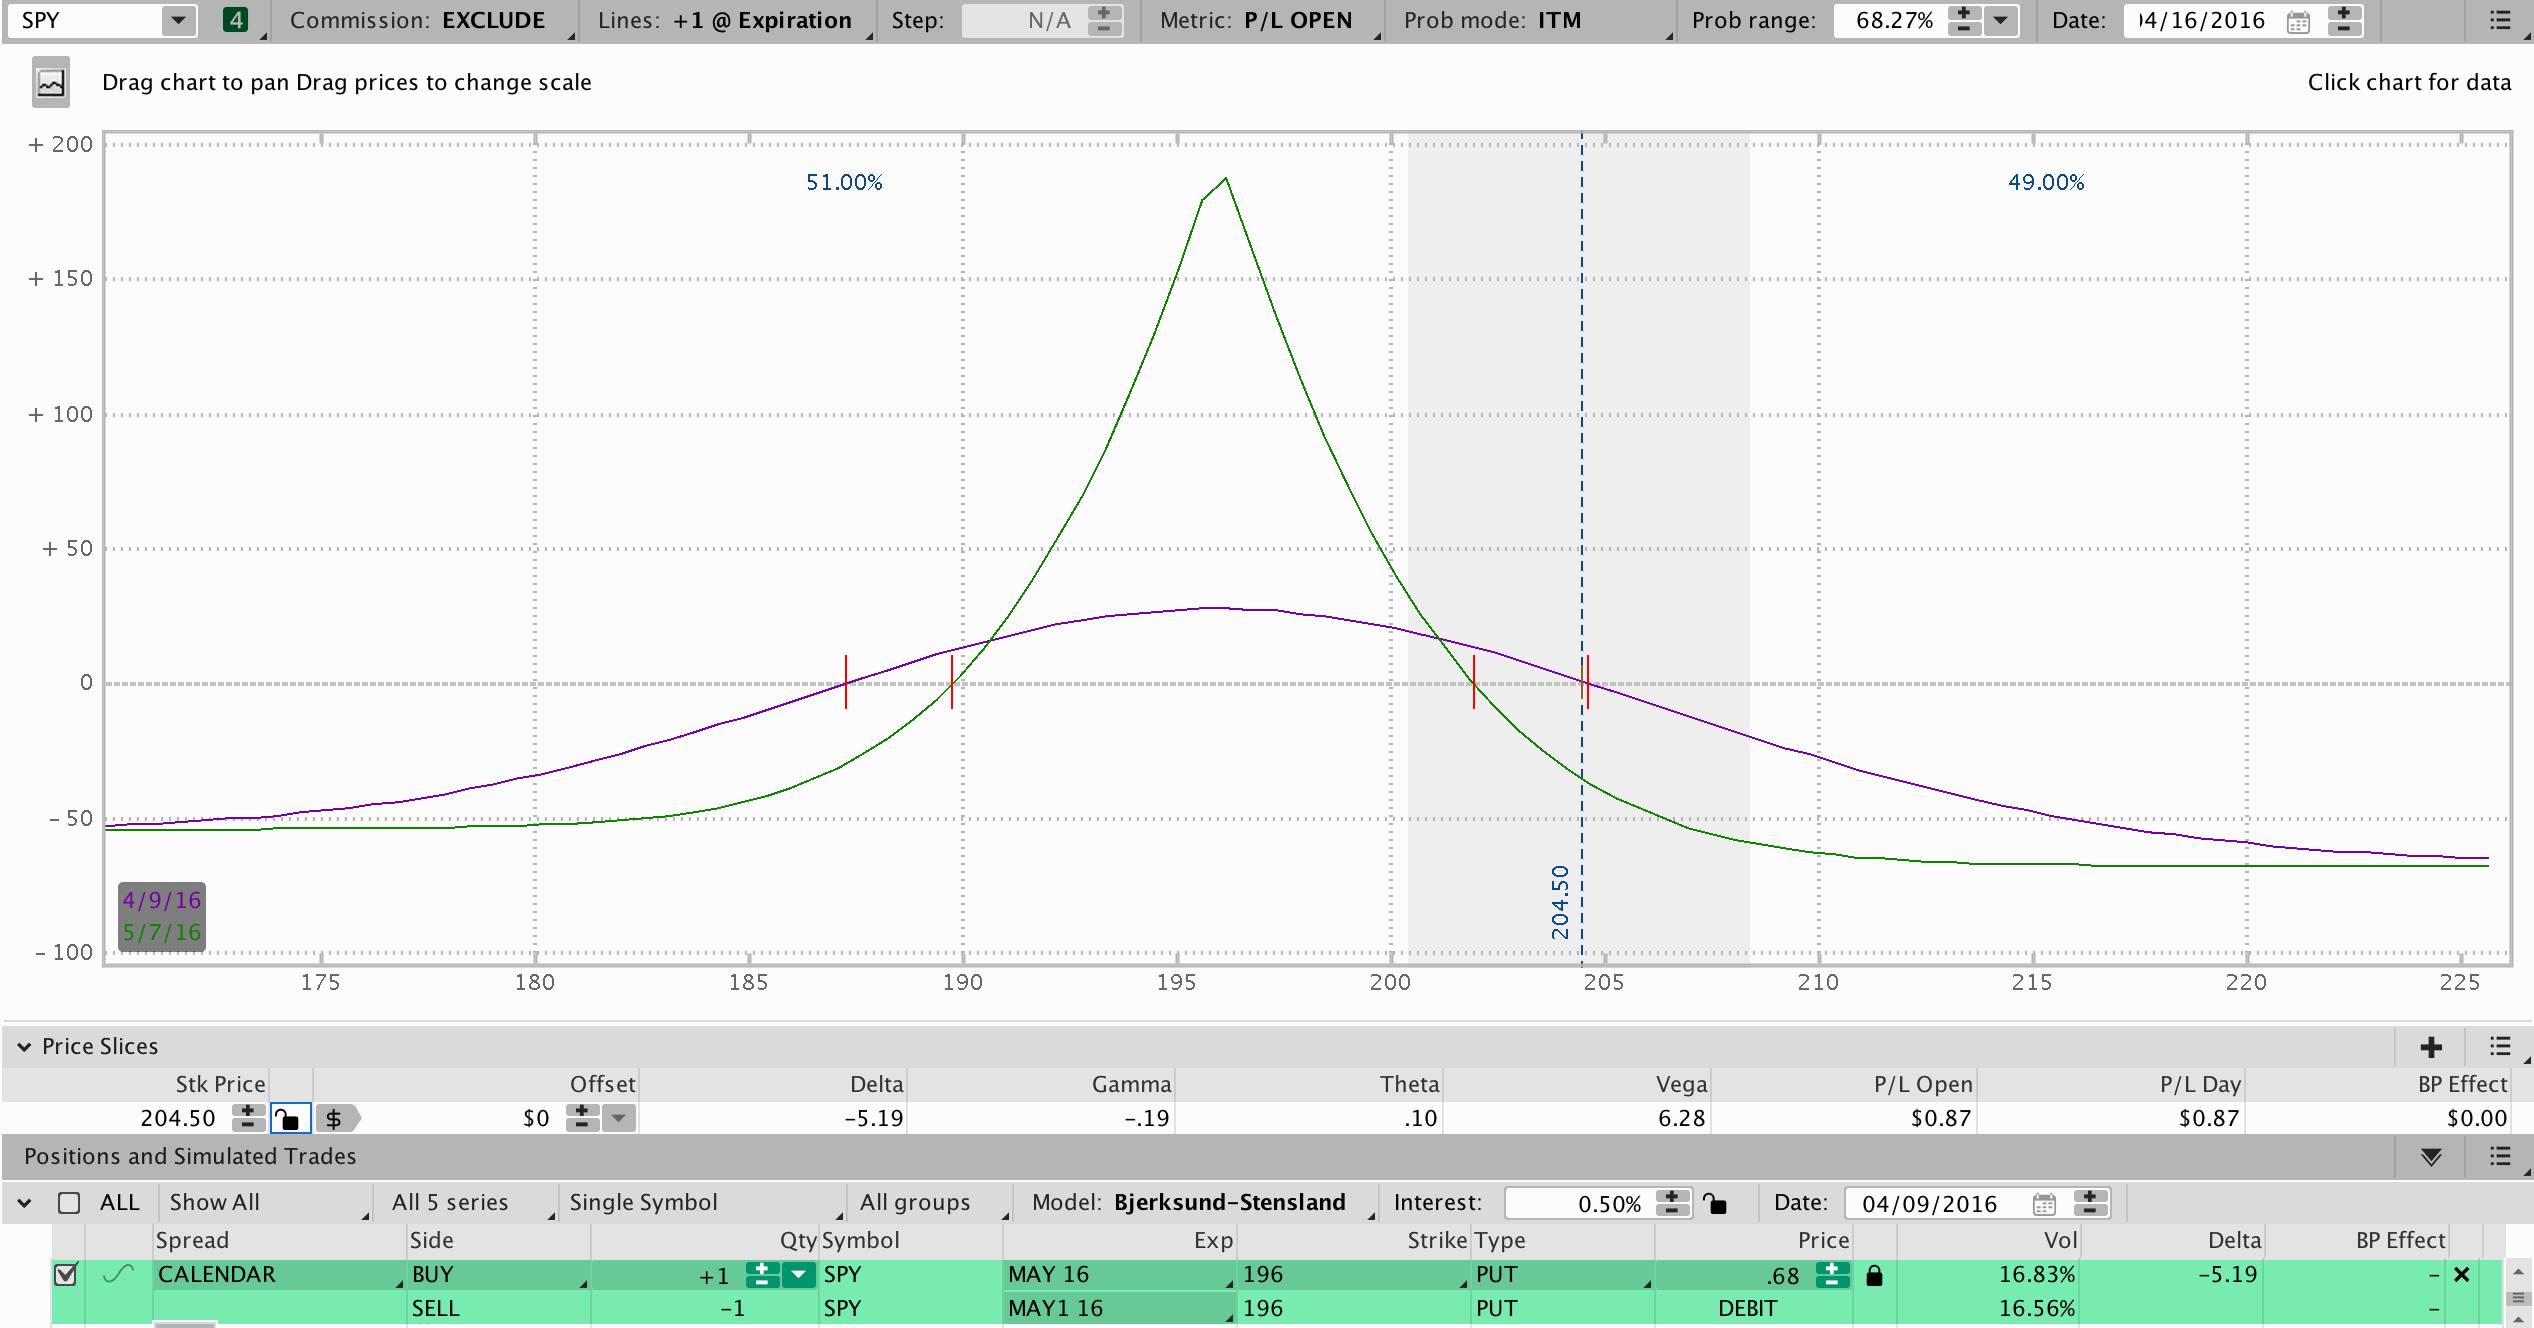 SPY 4 Commission: EXCLUDE Lines: +1 @ Expiration Step: N/A Metric: P/L OPEN Prob mode: ITM Prob range: 68.27% Date: 04/16/2016
Drag chart to pan Drag prices to change scale Click chart for data
+ 200
51.00% 49.00%
+ 150
+ 100
+ 50
0
- 50
204.50
4/9/16
5/7/16
- 100
175 180 185 190 195 200 205 210 215 220 225
Price Slices
Stk Price Offset Delta Gamma Theta Vega P/L Open P/L Day BP Effect
204.50 $ $0 -5.19 -.19 .10 6.28 $0.87 $0.87 $0.00
Positions and Simulated Trades
ALL Show All All 5 series Single Symbol All groups Model: Bjerksund-Stensland Interest: 0.50% Date: 04/09/2016
Spread Side Qty Symbol Exp Strike Type Price Vol Delta BP Effect
CALENDAR BUY +1 SPY MAY 16 196 PUT .68 16.83% -5.19 -
SELL -1 SPY MAY1 16 196 PUT DEBIT 16.56% -